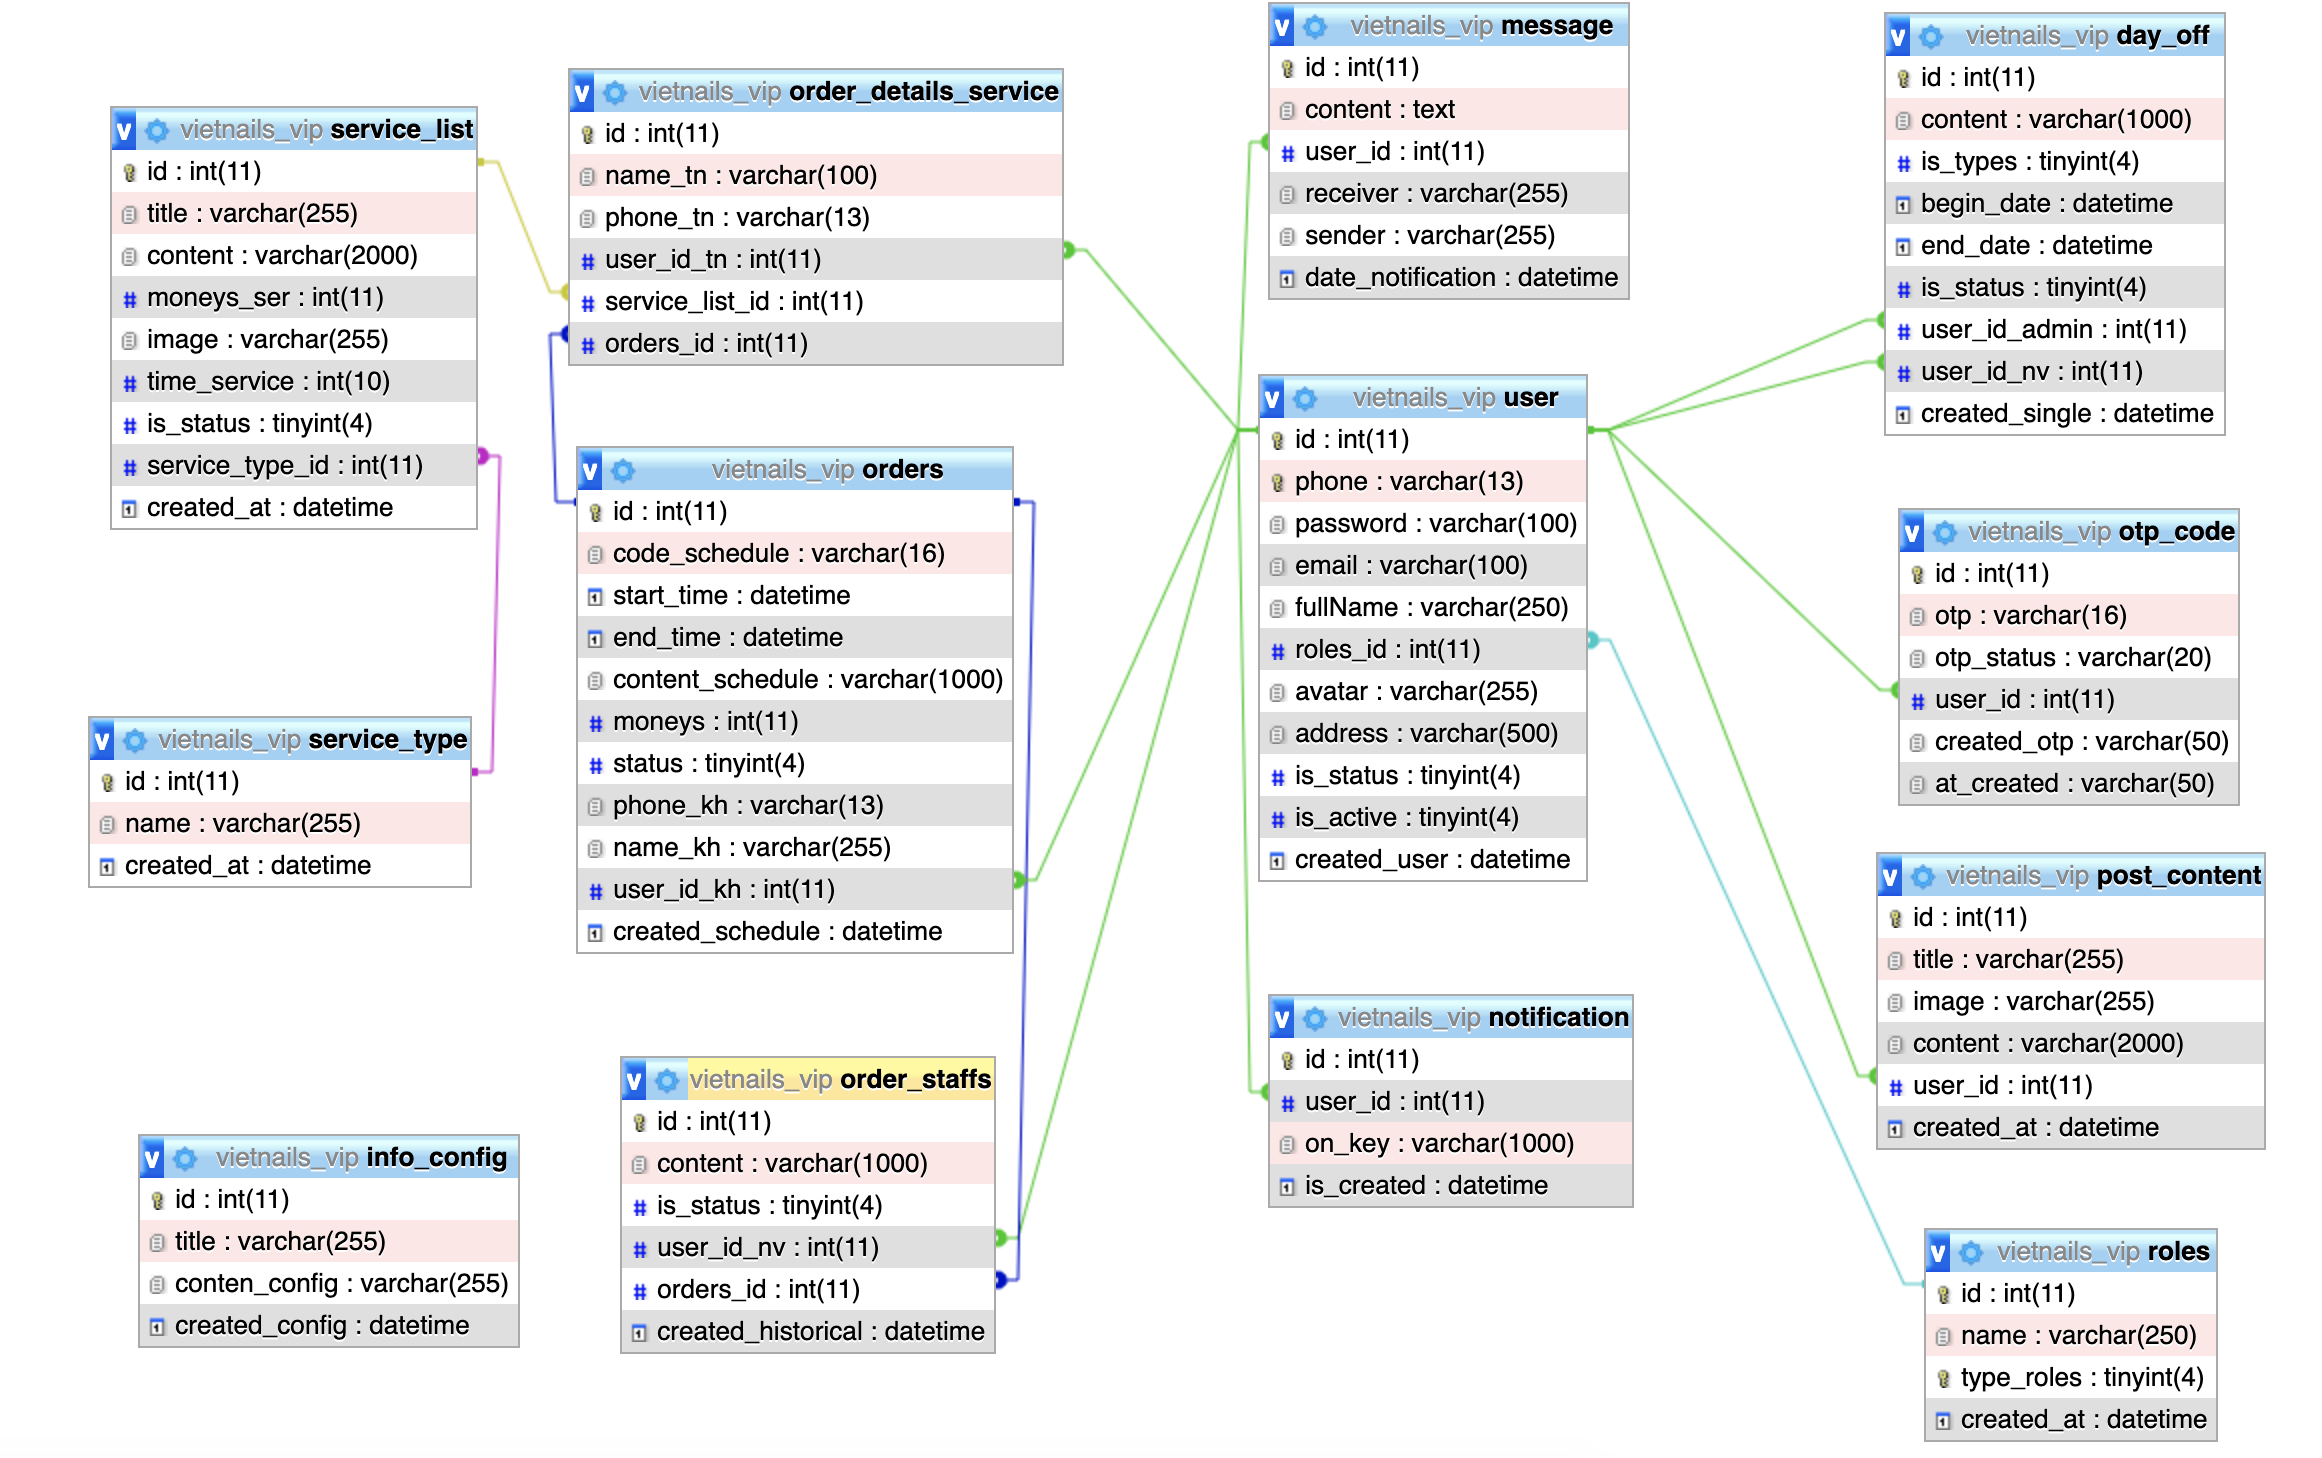 vietnails_vip service_list
id : int(11)
title : varchar(255)
content : varchar(2000)
moneys_ser : int(11)
image : varchar(255)
time_service : int(10)
is_status : tinyint(4)
service_type_id : int(11)
created_at : datetime
vietnails_vip service_type
id : int(11)
name : varchar(255)
created_at : datetime
vietnails_vip info_config
id : int(11)
title : varchar(255)
conten_config : varchar(255)
created_config : datetime
vietnails_vip order_details_service
id : int(11)
name_tn : varchar(100)
phone_tn : varchar(13)
user_id_tn : int(11)
service_list_id : int(11)
orders_id : int(11)
vietnails_vip orders
id : int(11)
code_schedule : varchar(16)
start_time : datetime
end_time : datetime
content_schedule : varchar(1000)
moneys : int(11)
status : tinyint(4)
phone_kh : varchar(13)
name_kh : varchar(255)
user_id_kh : int(11)
created_schedule : datetime
vietnails_vip order_staffs
id : int(11)
content : varchar(1000)
is_status : tinyint(4)
user_id_nv : int(11)
orders_id : int(11)
created_historical : datetime
vietnails_vip message
id : int(11)
content : text
user_id : int(11)
receiver : varchar(255)
sender : varchar(255)
date_notification : datetime
vietnails_vip user
id : int(11)
phone : varchar(13)
password : varchar(100)
email : varchar(100)
fullName : varchar(250)
roles_id : int(11)
avatar : varchar(255)
address : varchar(500)
is_status : tinyint(4)
is_active : tinyint(4)
created_user : datetime
vietnails_vip notification
id : int(11)
user_id : int(11)
on_key : varchar(1000)
is_created : datetime
vietnails_vip day_off
id : int(11)
content : varchar(1000)
is_types : tinyint(4)
begin_date : datetime
end_date : datetime
is_status : tinyint(4)
user_id_admin : int(11)
user_id_nv : int(11)
created_single : datetime
vietnails_vip otp_code
id : int(11)
otp : varchar(16)
otp_status : varchar(20)
user_id : int(11)
created_otp : varchar(50)
at_created : varchar(50)
vietnails_vip post_content
id : int(11)
title : varchar(255)
image : varchar(255)
content : varchar(2000)
user_id : int(11)
created_at : datetime
vietnails_vip roles
id : int(11)
name : varchar(250)
type_roles : tinyint(4)
created_at : datetime